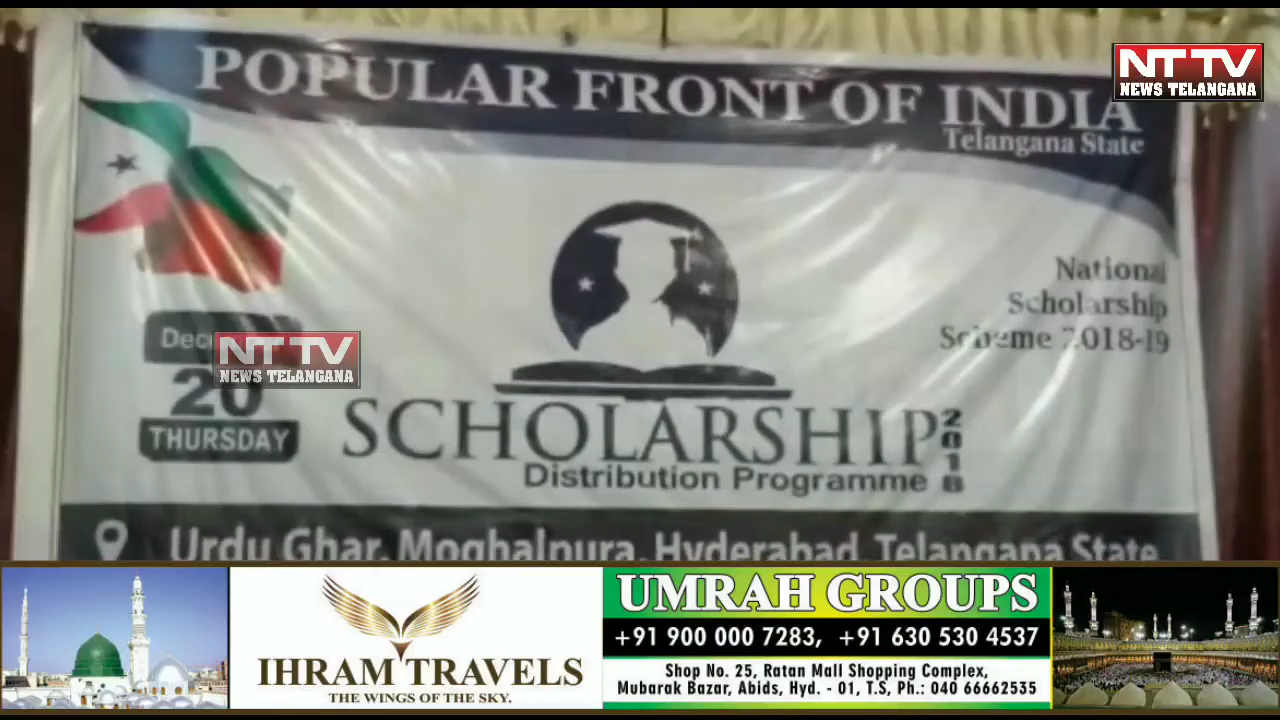 POPULAR FRONT OF INDIA
Telangana State
NT TV
NEWS TELANGANA
National
Scholarship
Scheme 2018-19
NT TV
NEWS TELANGANA
20
THURSDAY
SCHOLARSHIP 2018
Distribution Programme
Urdu Ghar, Moghalpura, Hyderabad, Telangana State
IHRAM TRAVELS
THE WINGS OF THE SKY.
UMRAH GROUPS
+91 900 000 7283, +91 630 530 4537
Shop No. 25, Ratan Mall Shopping Complex,
Mubarak Bazar, Abids, Hyd. - 01, T.S, Ph.: 040 66662535